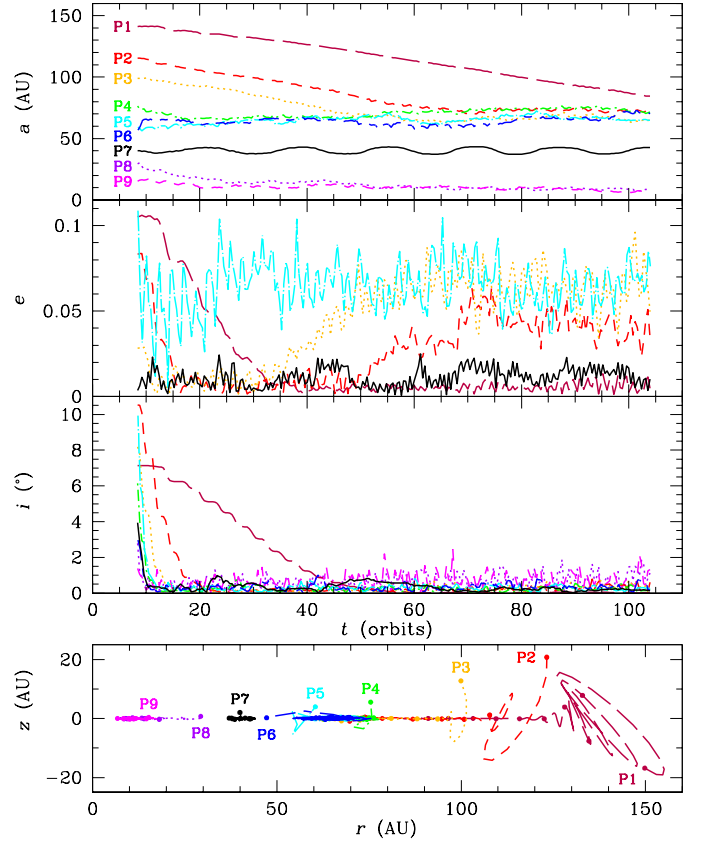 150
100
50
0
a (AU)
P1
P2
P3
P4
P5
P6
P7
P8
P9
0.1
0.05
0
e
10
8
6
4
2
0
i (°)
0 20 40 60 80 100
t (orbits)
20
0
−20
z (AU)
P9 P8 P7 P6 P5 P4 P3 P2 P1
0 50 100 150
r (AU)